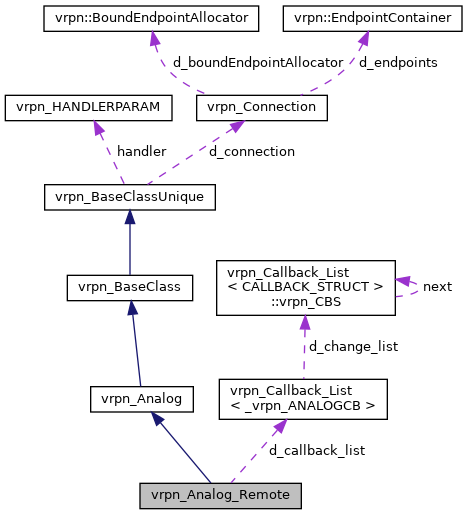 vrpn::BoundEndpointAllocator
vrpn::EndpointContainer
d_boundEndpointAllocator
d_endpoints
vrpn_HANDLERPARAM
vrpn_Connection
handler
d_connection
vrpn_BaseClassUnique
vrpn_Callback_List
< CALLBACK_STRUCT >
::vrpn_CBS
next
vrpn_BaseClass
d_change_list
vrpn_Analog
vrpn_Callback_List
< _vrpn_ANALOGCB >
d_callback_list
vrpn_Analog_Remote